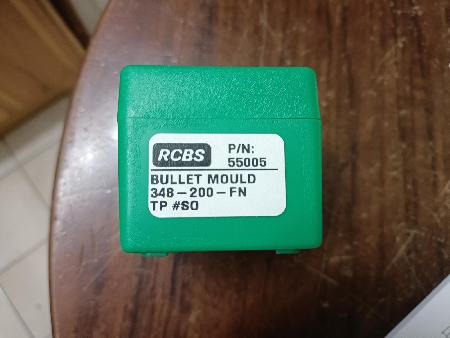 RCBS P/N:
55005
BULLET MOULD
348-200-FN
TP #SO